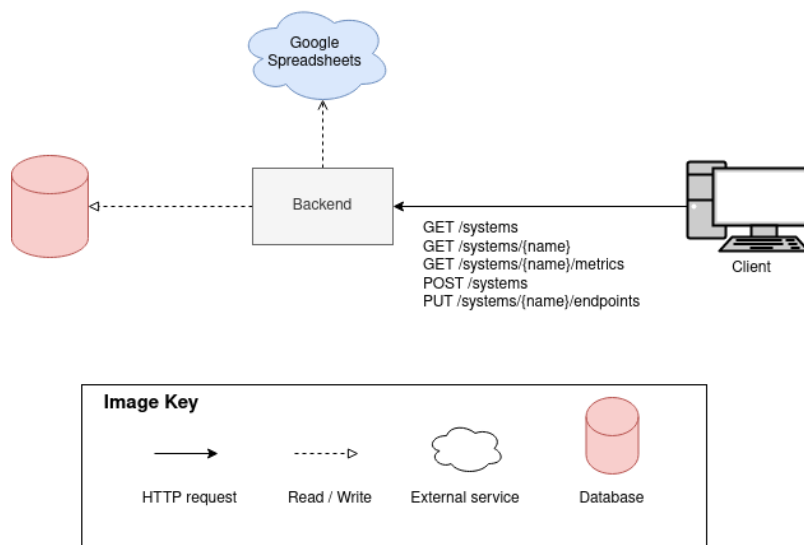 Google
Spreadsheets
Backend
GET /systems
GET /systems/{name}
GET /systems/{name}/metrics
POST /systems
PUT /systems/{name}/endpoints
Client
Image Key
HTTP request
Read / Write
External service
Database